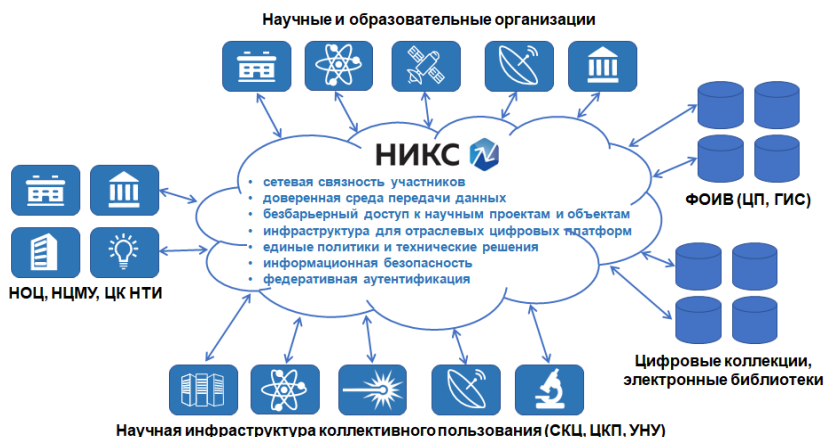 Научные и образовательные организации
НИКС
• сетевая связность участников
• доверенная среда передачи данных
• безбарьерный доступ к научным проектам и объектам
• инфраструктура для отраслевых цифровых платформ
• единые политики и технические решения
• информационная безопасность
• федеративная аутентификация
ФОИВ (ЦП, ГИС)
НОЦ, НЦМУ, ЦК НТИ
Цифровые коллекции,
электронные библиотеки
Научная инфраструктура коллективного пользования (СКЦ, ЦКП, УНУ)